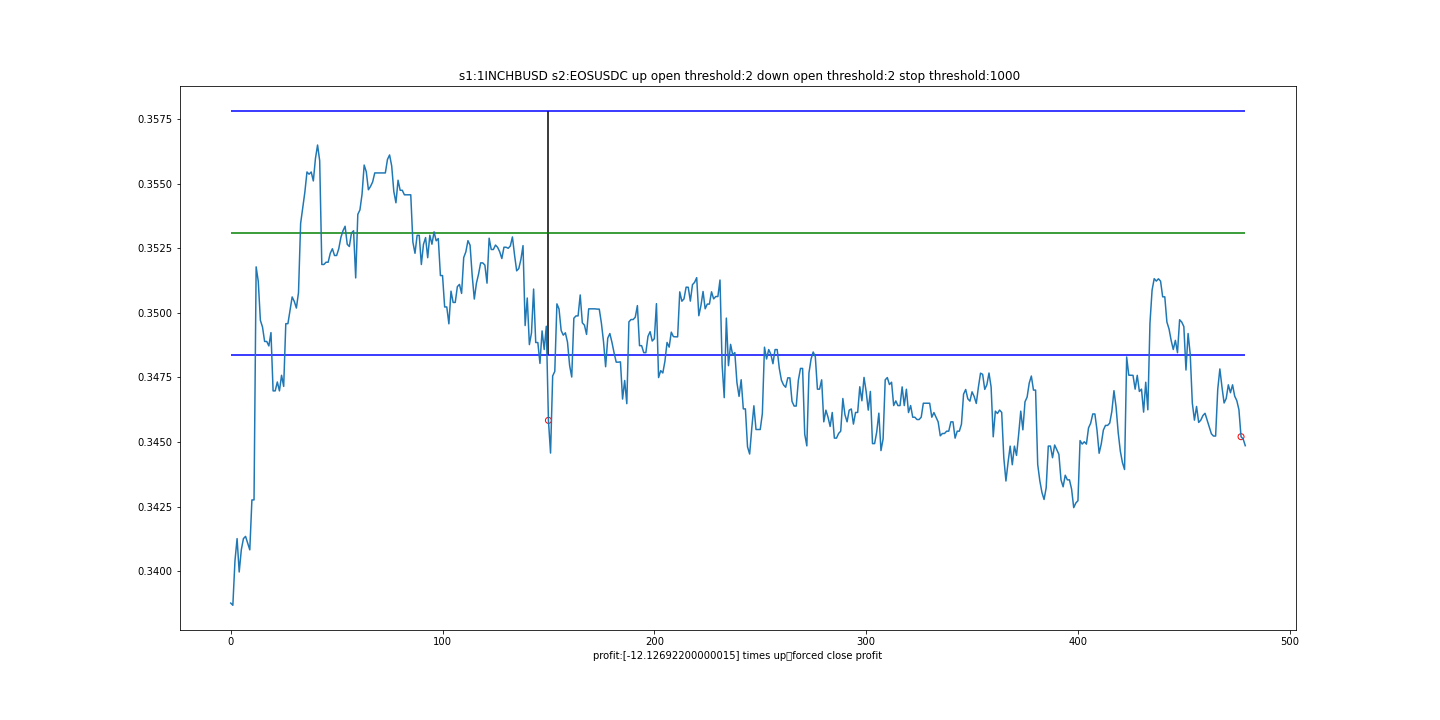 s1:1INCHBUSD s2:EOSUSDC up open threshold:2 down open threshold:2 stop threshold:1000
0.3575
0.3550
0.3525
0.3500
0.3475
0.3450
0.3425
0.3400
0 100 200 300 400 500
profit:[-12.12692200000015] times up▯forced close profit